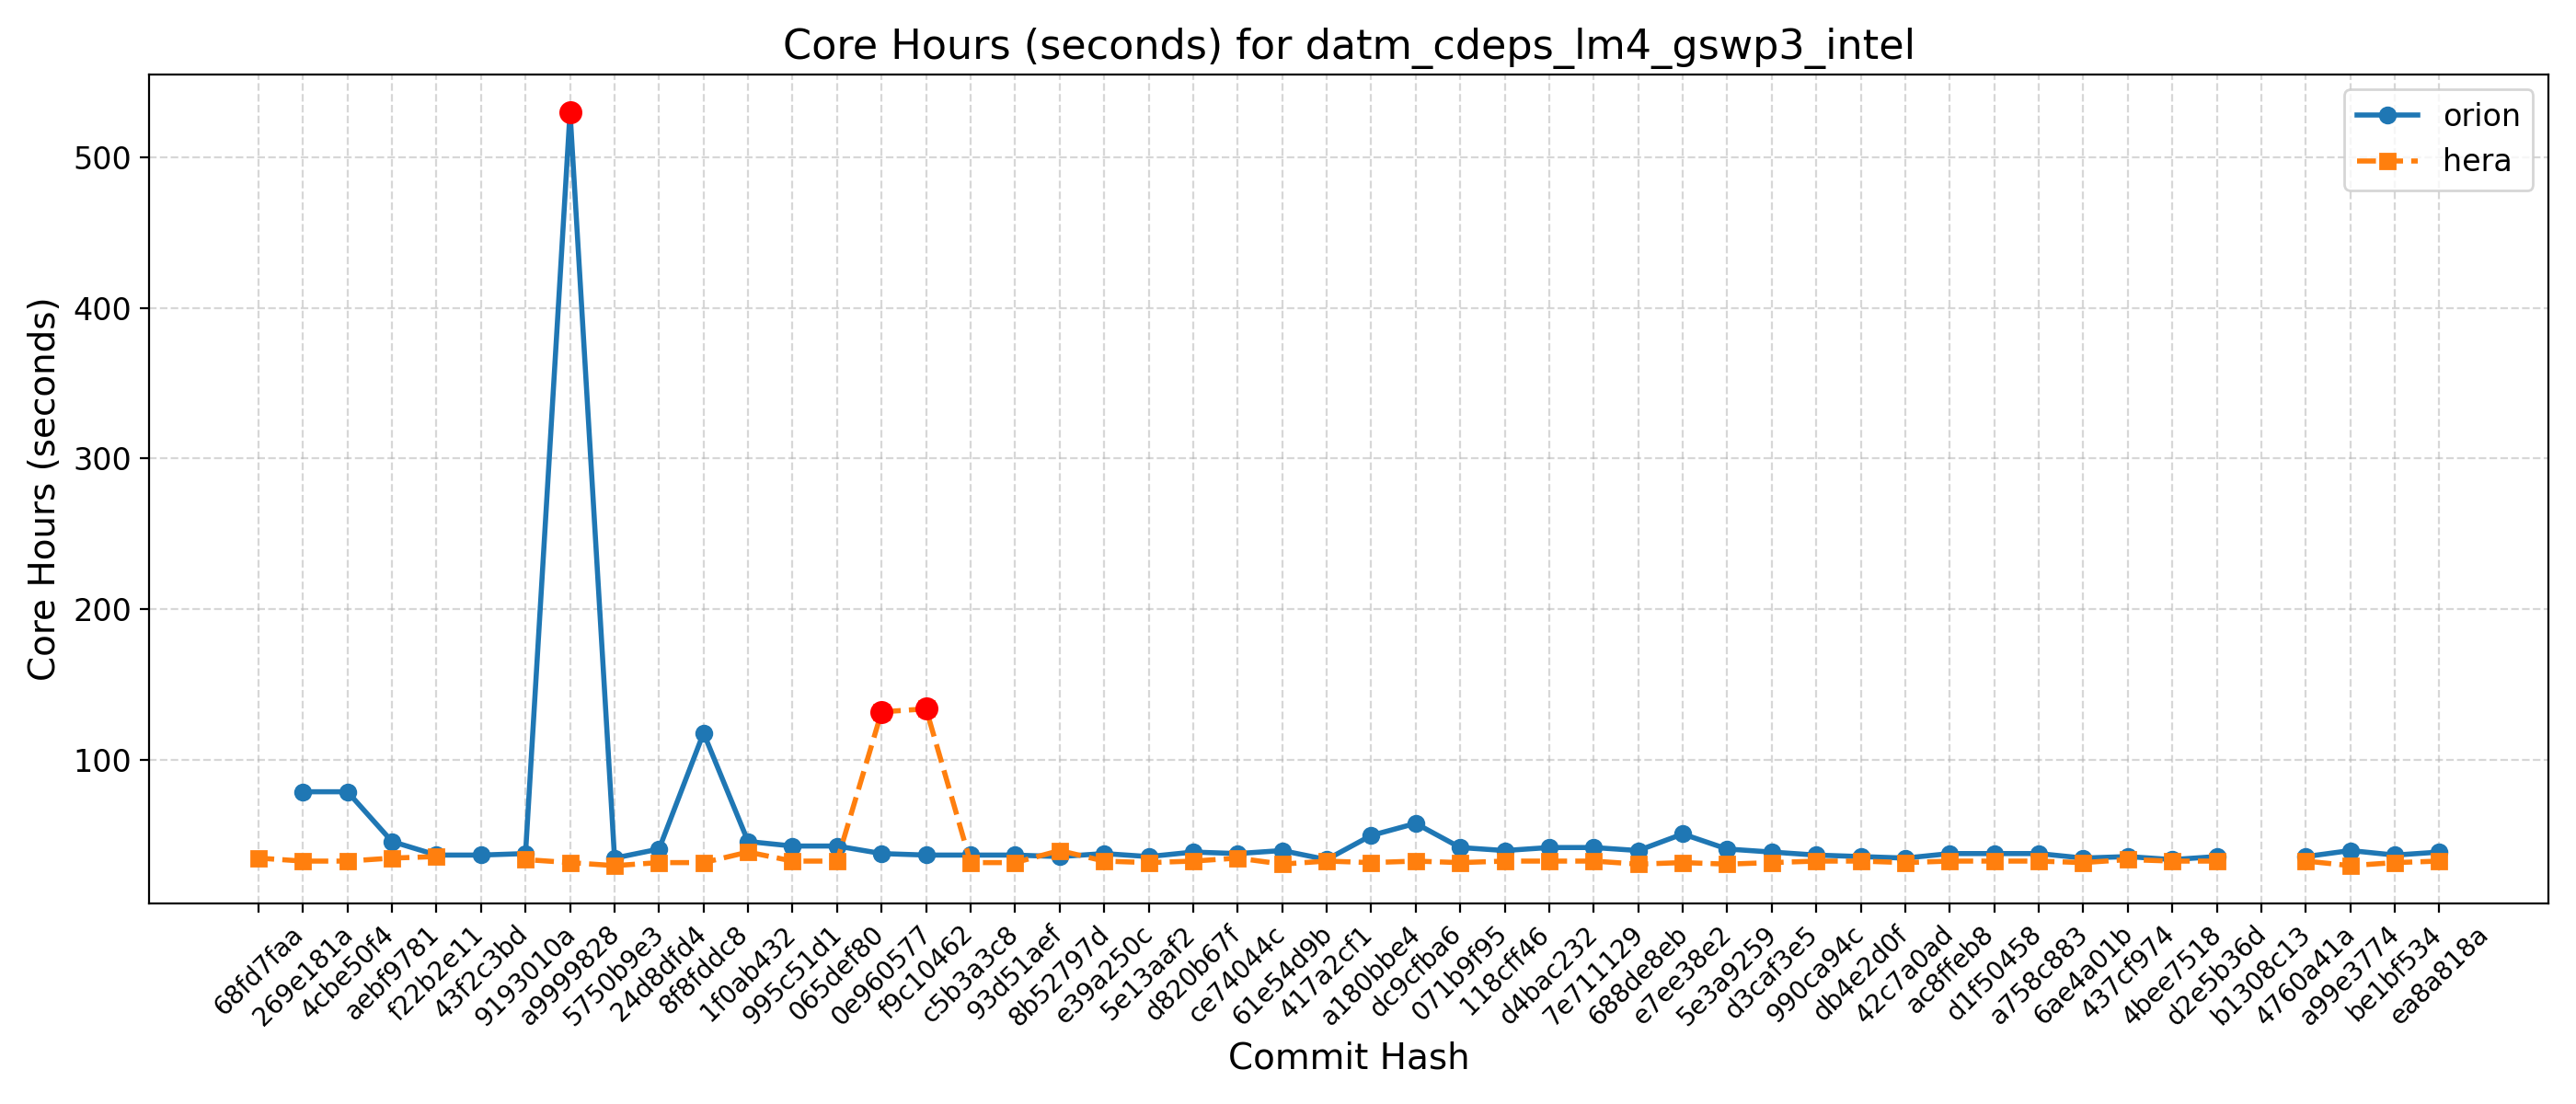 Core Hours (seconds) for datm_cdeps_lm4_gswp3_intel
orion
hera
Core Hours (seconds)
500
400
300
200
100
68fd7faa
269e181a
4cbe50f4
aebf9781
f22b2e11
43f2c3bd
9193010a
a9999828
5750b9e3
24d8dfd4
8f8fddc8
1f0ab432
995c51d1
065def80
0e960577
f9c10462
c5b3a3c8
93d51aef
8b52797d
e39a250c
5e13aaf2
d820b67f
ce74044c
61e54d9b
417a2cf1
a180bbe4
dc9cfba6
071b9f95
118cff46
d4bac232
7e711129
688de8eb
e7ee38e2
5e3a9259
d3caf3e5
990ca94c
db4e2d0f
42c7a0ad
ac8ffeb8
d1f50458
a758c883
6ae4a01b
437cf974
4bee7518
d2e5b36d
b1308c13
4760a41a
a99e3774
be1bf534
ea8a818a
Commit Hash